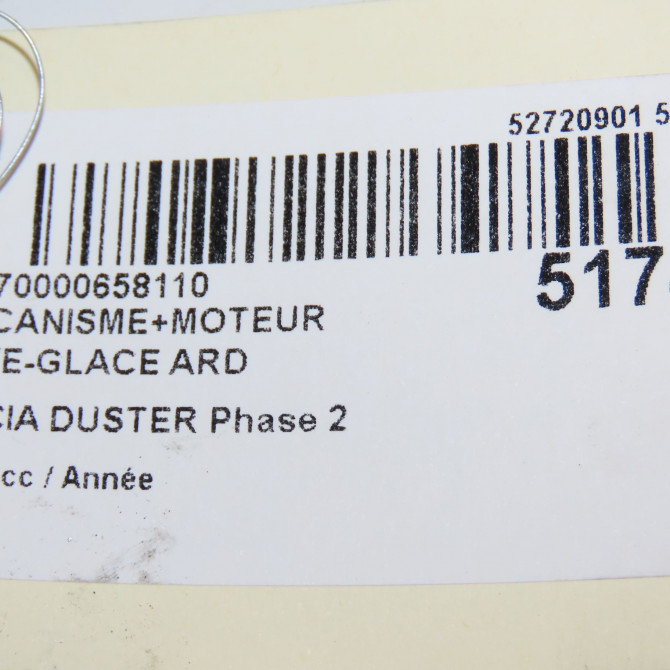 52720901 5
70000658110
517
CANISME+MOTEUR
E-GLACE ARD
CIA DUSTER Phase 2
cc / Année